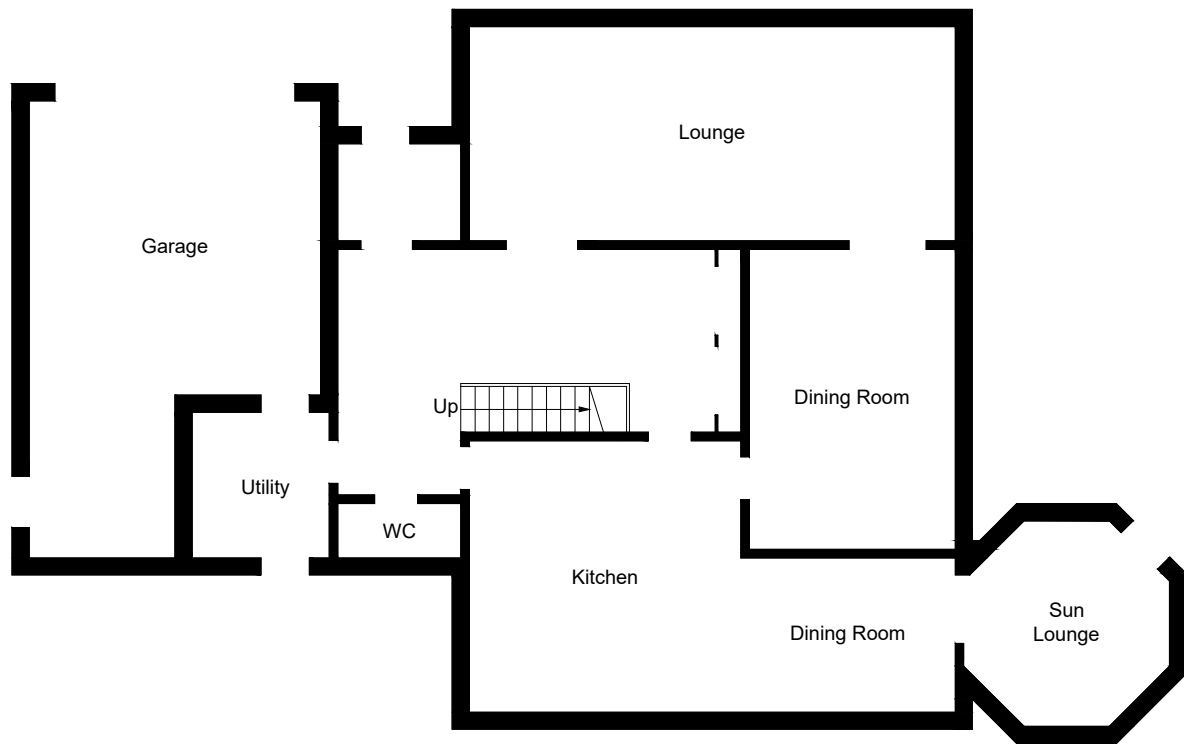 Lounge
Garage
Up
Dining Room
Utility
WC
Kitchen
Dining Room
Sun
Lounge